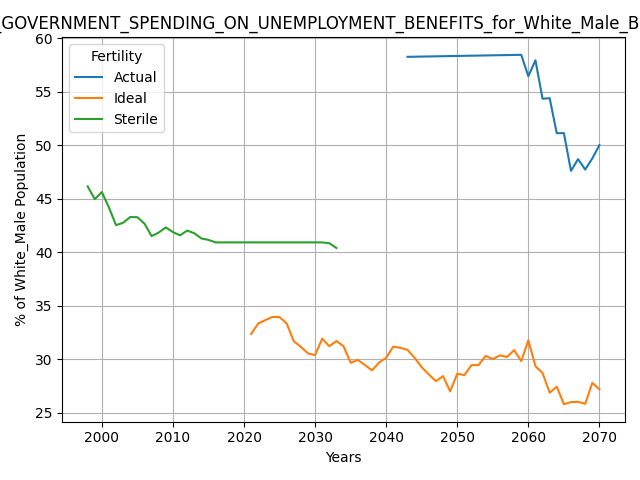 _GOVERNMENT_SPENDING_ON_UNEMPLOYMENT_BENEFITS_for_White_Male_B
Fertility
Actual
Ideal
Sterile
% of White_Male Population
60
55
50
45
40
35
30
25
2000 2010 2020 2030 2040 2050 2060 2070
Years